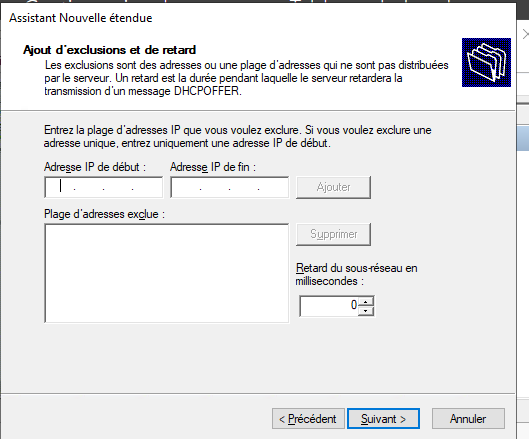 Assistant Nouvelle étendue
Ajout d'exclusions et de retard
Les exclusions sont des adresses ou une plage d'adresses qui ne sont pas distribuées
par le serveur. Un retard est la durée pendant laquelle le serveur retardera la
transmission d'un message DHCPOFFER.
Entrez la plage d'adresses IP que vous voulez exclure. Si vous voulez exclure une
adresse unique, entrez uniquement une adresse IP de début.
Adresse IP de début :
Adresse IP de fin :
. . .
. . .
Ajouter
Plage d'adresses exclue :
Supprimer
Retard du sous-réseau en
millisecondes :
0
< Précédent
Suivant >
Annuler